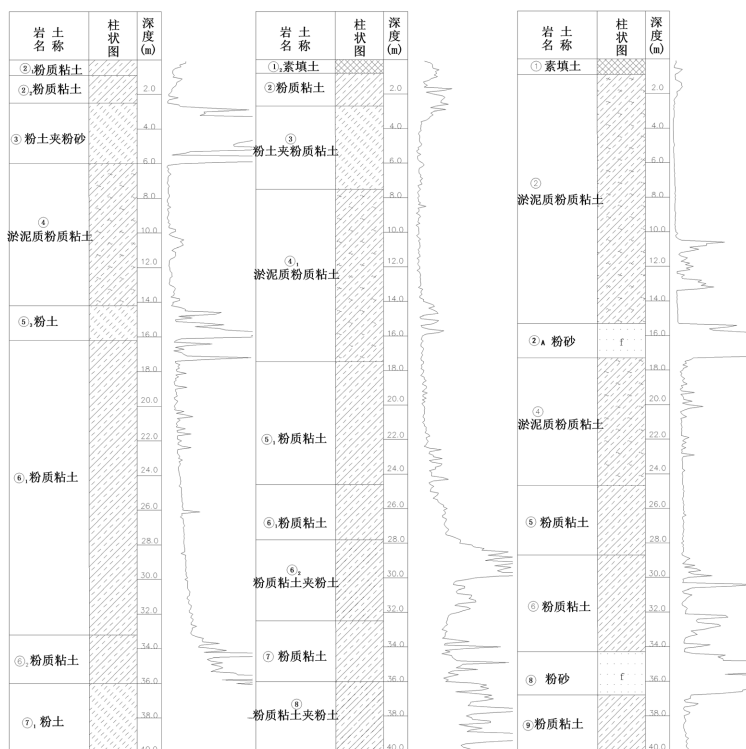 岩 土
名 称
柱
状
图
深
度
(m)
②₁粉质粘土
②₂粉质粘土
③粉土夹粉砂
④
淤泥质粉质粘土
⑤₃粉土
⑥₁粉质粘土
⑥₂粉质粘土
⑦₁粉土
2.0
4.0
6.0
8.0
10.0
12.0
14.0
16.0
18.0
20.0
22.0
24.0
26.0
28.0
30.0
32.0
34.0
36.0
38.0
40.0
岩 土
名 称
柱
状
图
深
度
(m)
①₂素填土
②粉质粘土
③
粉土夹粉质粘土
④₁
淤泥质粉质粘土
⑤₁粉质粘土
⑥₁粉质粘土
⑥₂
粉质粘土夹粉土
⑦ 粉质粘土
⑧
粉质粘土夹粉土
2.0
4.0
6.0
8.0
10.0
12.0
14.0
16.0
18.0
20.0
22.0
24.0
26.0
28.0
30.0
32.0
34.0
36.0
38.0
40.0
岩 土
名 称
柱
状
图
深
度
(m)
① 素填土
②
淤泥质粉质粘土
②A 粉砂
f
④
淤泥质粉质粘土
⑤ 粉质粘土
⑥ 粉质粘土
⑧ 粉砂
f
⑨粉质粘土
2.0
4.0
6.0
8.0
10.0
12.0
14.0
16.0
18.0
20.0
22.0
24.0
26.0
28.0
30.0
32.0
34.0
36.0
38.0
40.0